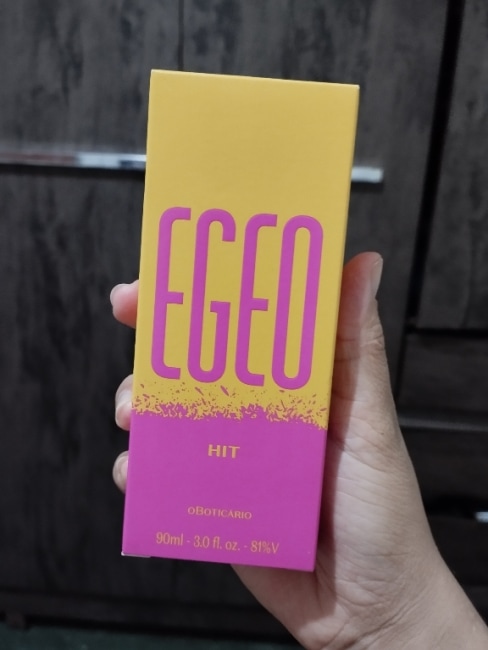 EGEO
HIT
oBOTICÁRIO
90ml - 3.0 fl. oz. - 81%V